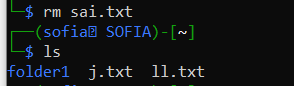 └─$ rm sai.txt
┌──(sofia㉿ SOFIA)-[~]
└─$ ls
folder1  j.txt  ll.txt